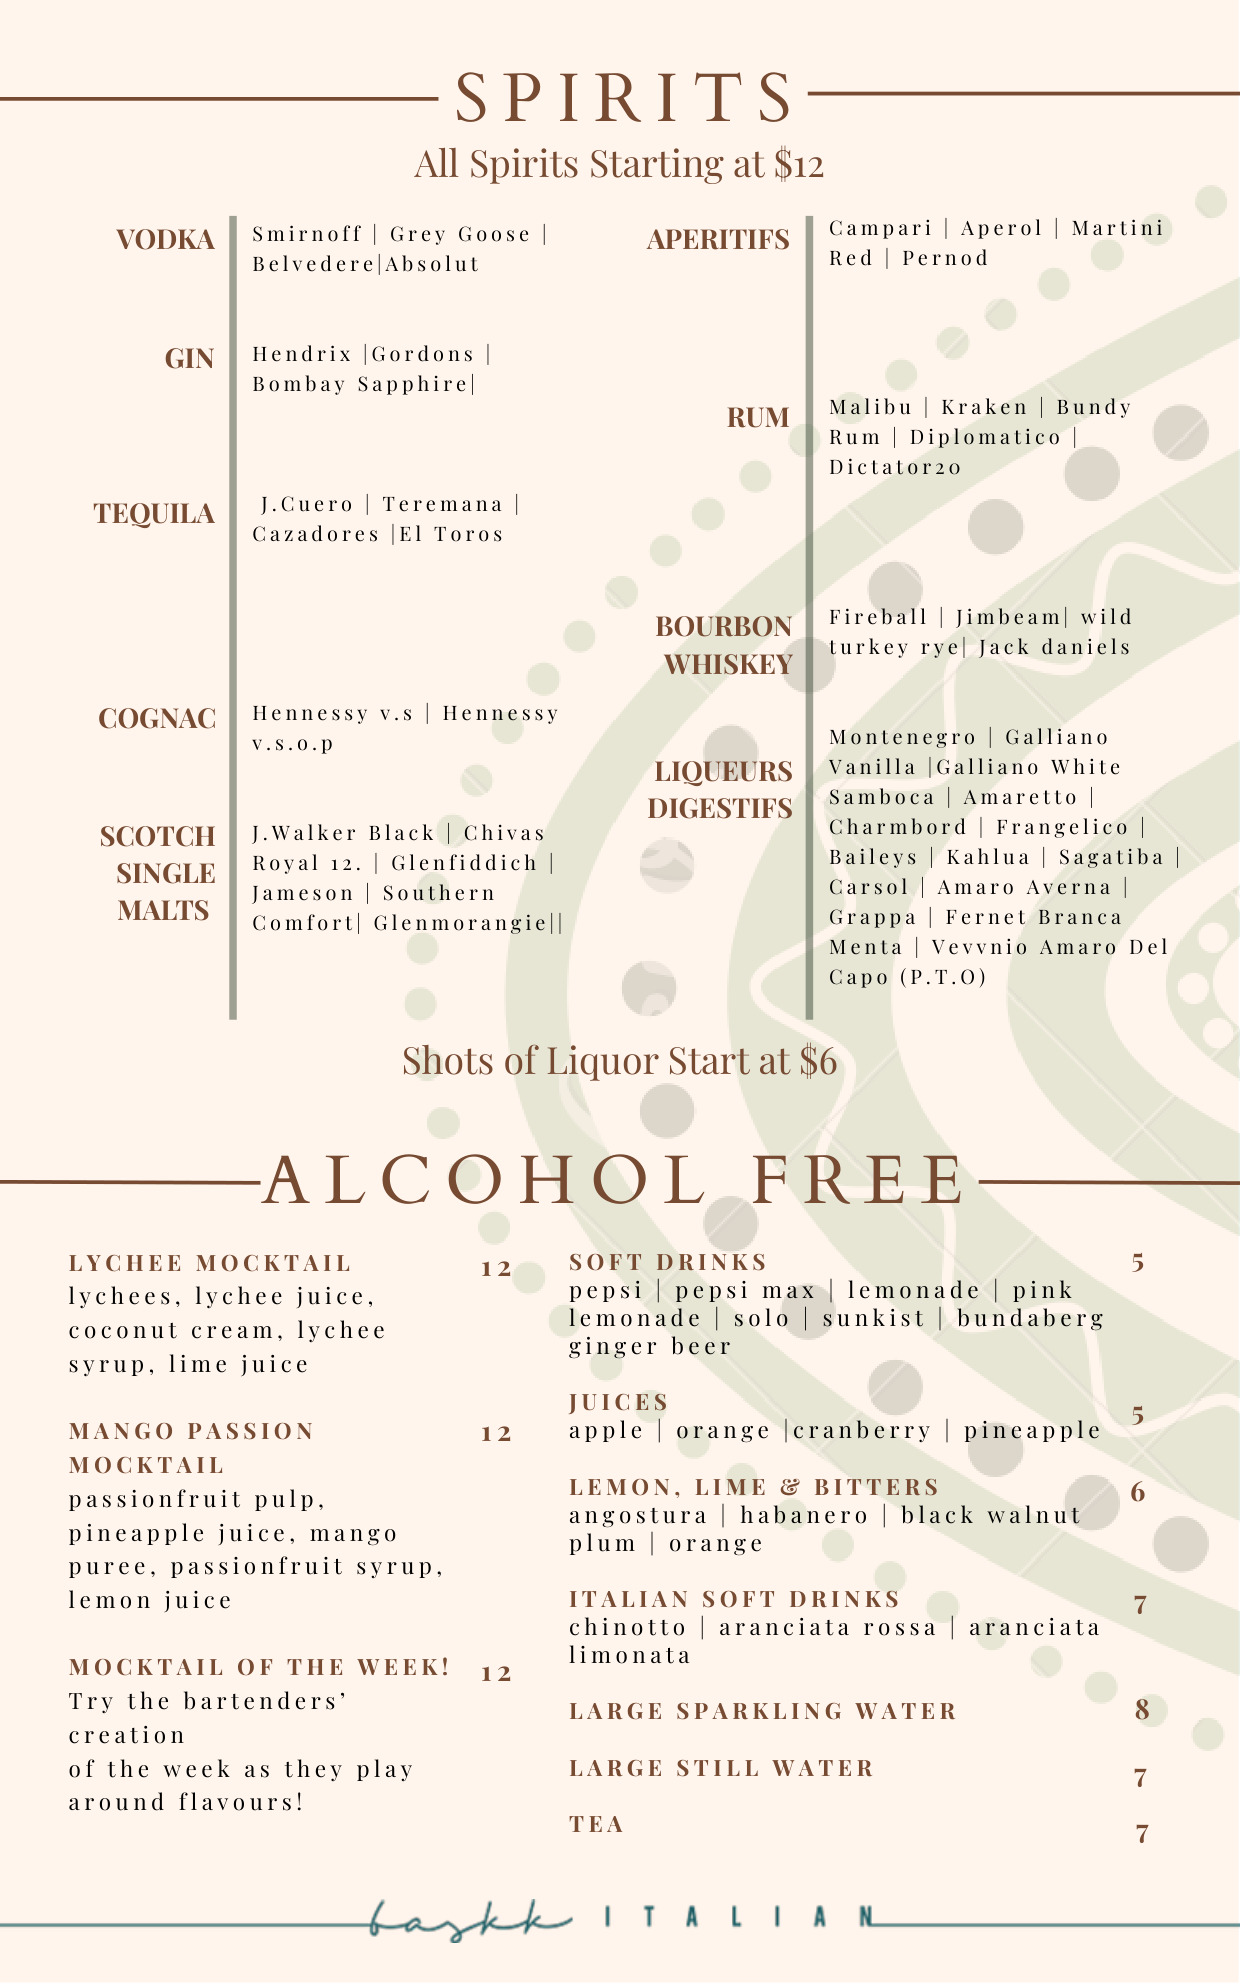 SPIRITS
All Spirits Starting at $12
VODKA
Smirnoff | Grey Goose |
Belvedere|Absolut
GIN
Hendrix |Gordons |
Bombay Sapphire|
TEQUILA
J.Cuero | Teremana |
Cazadores |El Toros
COGNAC
Hennessy v.s | Hennessy
v.s.o.p
SCOTCH
SINGLE
MALTS
J.Walker Black | Chivas
Royal 12. | Glenfiddich |
Jameson | Southern
Comfort| Glenmorangie||
APERITIFS
Campari | Aperol | Martini
Red | Pernod
RUM
Malibu | Kraken | Bundy
Rum | Diplomatico |
Dictator20
BOURBON
WHISKEY
Fireball | Jimbeam| wild
turkey rye| Jack daniels
LIQUEURS
DIGESTIFS
Montenegro | Galliano
Vanilla |Galliano White
Samboca | Amaretto |
Charmbord | Frangelico |
Baileys | Kahlua | Sagatiba |
Carsol | Amaro Averna |
Grappa | Fernet Branca
Menta | Vevvnio Amaro Del
Capo (P.T.O)
Shots of Liquor Start at $6
ALCOHOL FREE
LYCHEE MOCKTAIL 12
lychees, lychee juice,
coconut cream, lychee
syrup, lime juice
MANGO PASSION 12
MOCKTAIL
passionfruit pulp,
pineapple juice, mango
puree, passionfruit syrup,
lemon juice
MOCKTAIL OF THE WEEK! 12
Try the bartenders’
creation
of the week as they play
around flavours!
SOFT DRINKS 5
pepsi | pepsi max | lemonade | pink
lemonade | solo | sunkist | bundaberg
ginger beer
JUICES 5
apple | orange |cranberry | pineapple
LEMON, LIME & BITTERS 6
angostura | habanero | black walnut
plum | orange
ITALIAN SOFT DRINKS 7
chinotto | aranciata rossa | aranciata
limonata
LARGE SPARKLING WATER 8
LARGE STILL WATER 7
TEA 7
baskk ITALIAN